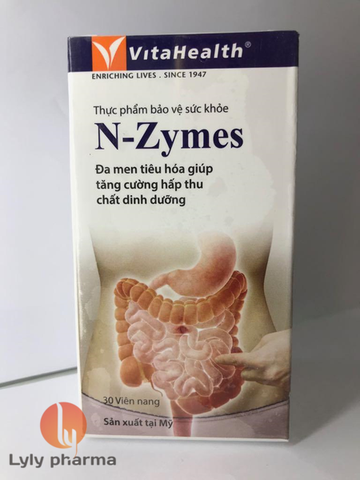 VitaHealth®
ENRICHING LIVES . SINCE 1947
Thực phẩm bảo vệ sức khỏe
N-Zymes
Đa men tiêu hóa giúp
tăng cường hấp thu
chất dinh dưỡng
30 Viên nang
Sản xuất tại Mỹ
ly
Lyly pharma